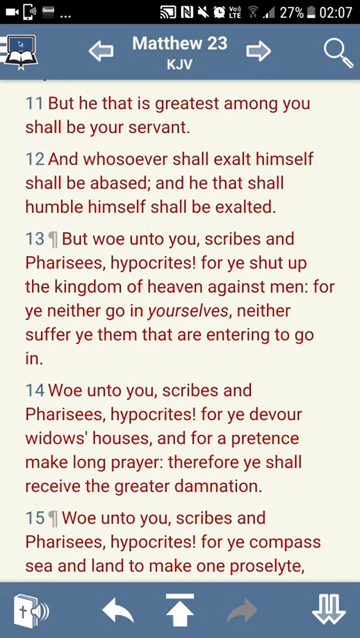 ... 27% 02:07
Matthew 23
KJV
11 But he that is greatest among you
shall be your servant.
12 And whosoever shall exalt himself
shall be abased; and he that shall
humble himself shall be exalted.
13 ¶ But woe unto you, scribes and
Pharisees, hypocrites! for ye shut up
the kingdom of heaven against men: for
ye neither go in yourselves, neither
suffer ye them that are entering to go
in.
14 Woe unto you, scribes and
Pharisees, hypocrites! for ye devour
widows' houses, and for a pretence
make long prayer: therefore ye shall
receive the greater damnation.
15 ¶ Woe unto you, scribes and
Pharisees, hypocrites! for ye compass
sea and land to make one proselyte,